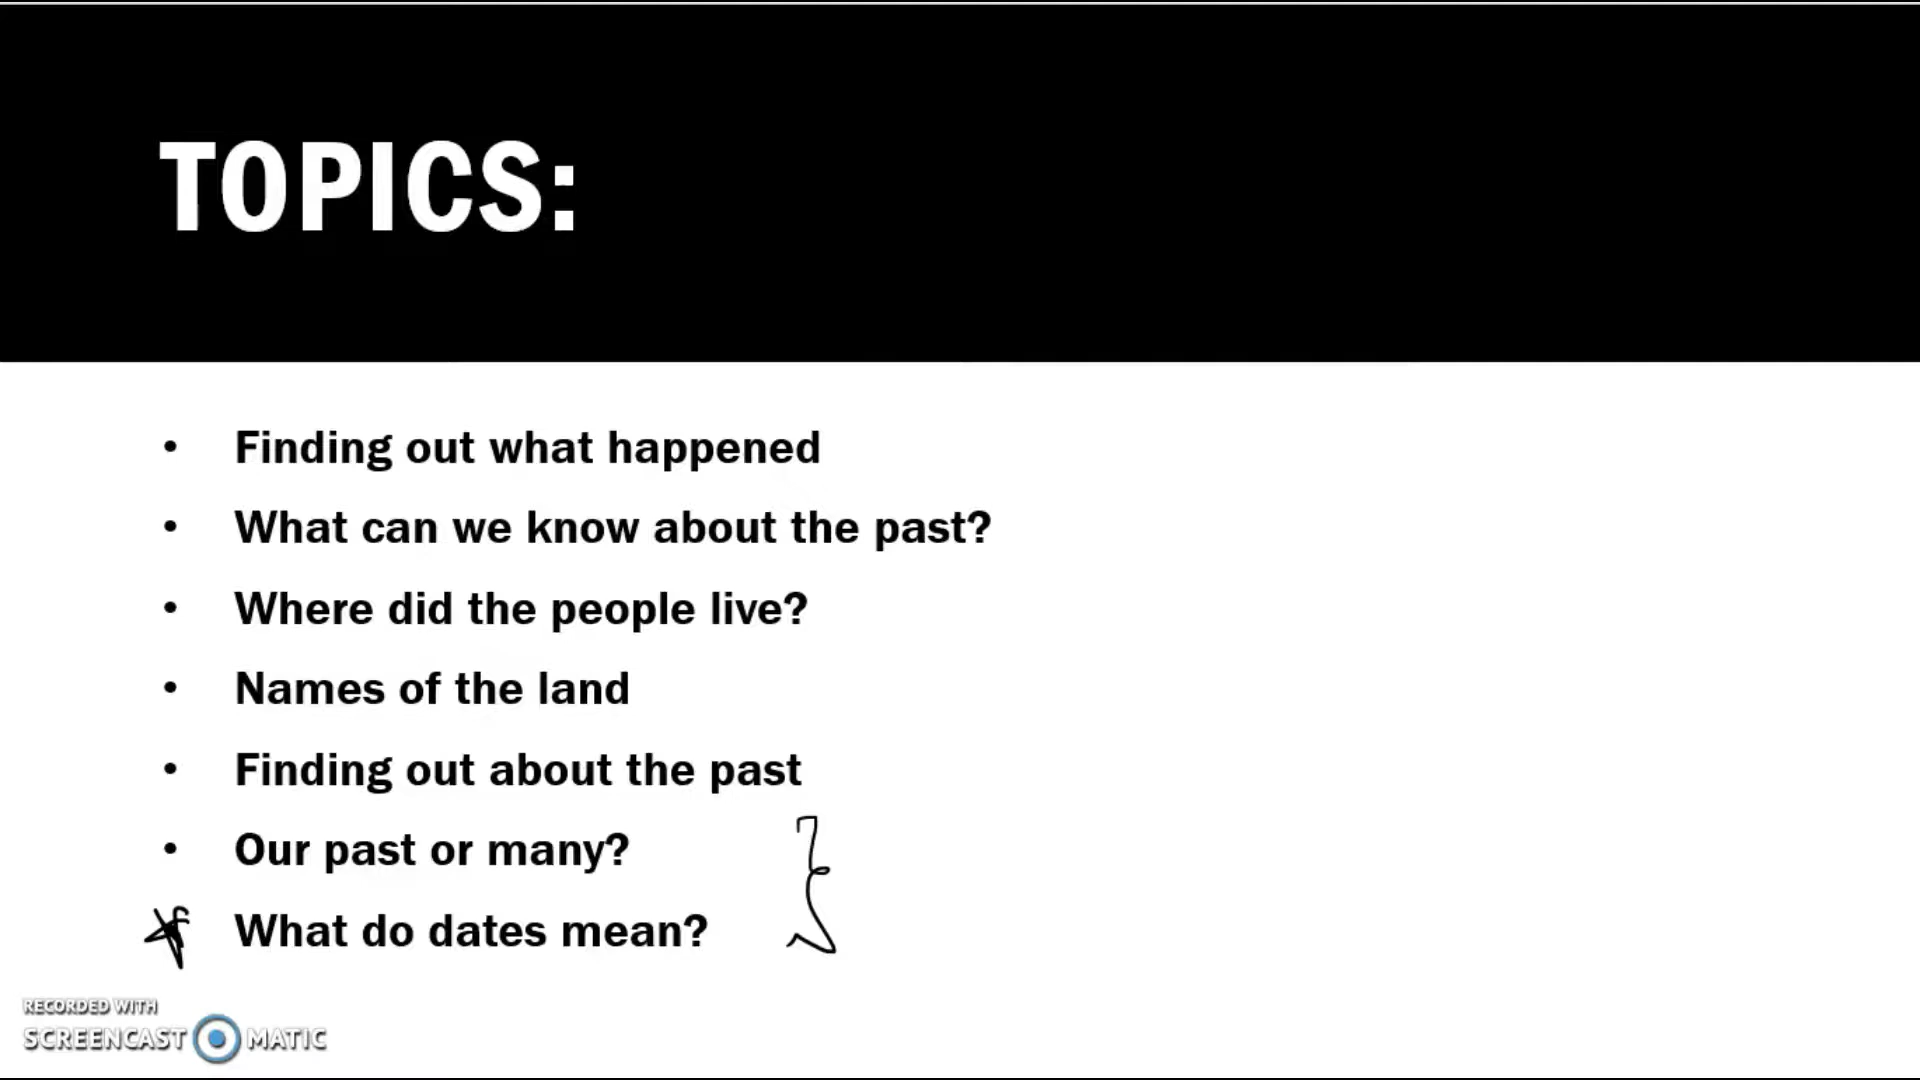 TOPICS:
• Finding out what happened
• What can we know about the past?
• Where did the people live?
• Names of the land
• Finding out about the past
• Our past or many?
What do dates mean?
RECORDED WITH
SCREENCAST MATIC